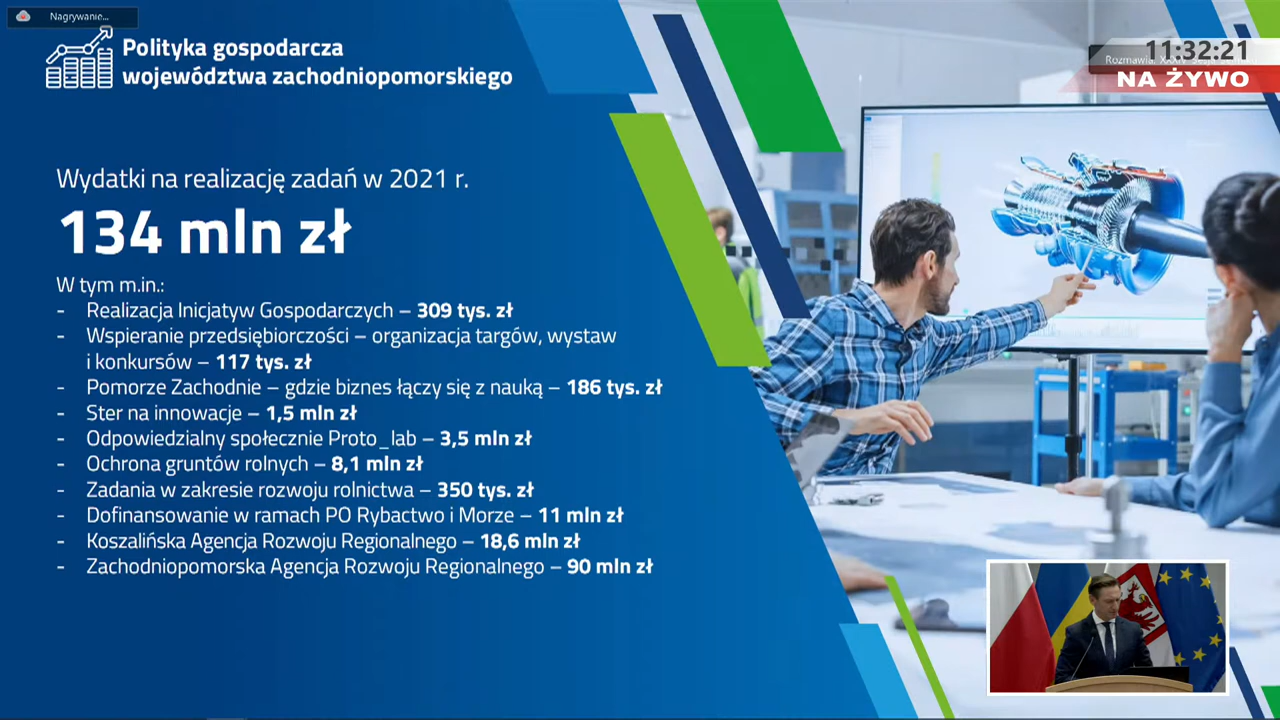 Nagrywanie...
Polityka gospodarcza
województwa zachodniopomorskiego
11:32:21
NA ŻYWO
Wydatki na realizację zadań w 2021 r.
134 mln zł
W tym m.in.:
- Realizacja Inicjatyw Gospodarczych – 309 tys. zł
- Wspieranie przedsiębiorczości – organizacja targów, wystaw
i konkursów – 117 tys. zł
- Pomorze Zachodnie – gdzie biznes łączy się z nauką – 186 tys. zł
- Ster na innowacje – 1,5 mln zł
- Odpowiedzialny społecznie Proto_lab – 3,5 mln zł
- Ochrona gruntów rolnych – 8,1 mln zł
- Zadania w zakresie rozwoju rolnictwa – 350 tys. zł
- Dofinansowanie w ramach PO Rybactwo i Morze – 11 mln zł
- Koszalińska Agencja Rozwoju Regionalnego – 18,6 mln zł
- Zachodniopomorska Agencja Rozwoju Regionalnego – 90 mln zł